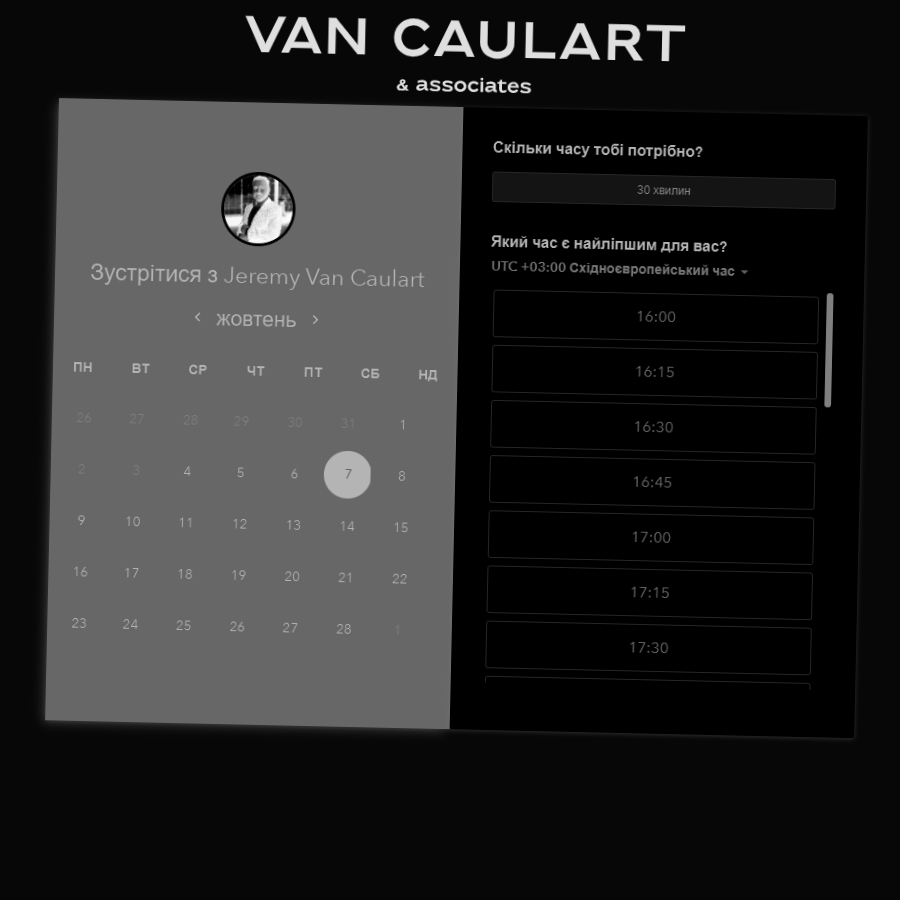 VAN CAULART
& associates
Зустрітися з Jeremy Van Caulart
жовтень
ПН ВТ СР ЧТ ПТ СБ НД
26 27 28 29 30 31 1
2 3 4 5 6 7 8
9 10 11 12 13 14 15
16 17 18 19 20 21 22
23 24 25 26 27 28 1
Скільки часу тобі потрібно?
30 хвилин
Який час є найліпшим для вас?
UTC +03:00 Східноєвропейський час
16:00
16:15
16:30
16:45
17:00
17:15
17:30